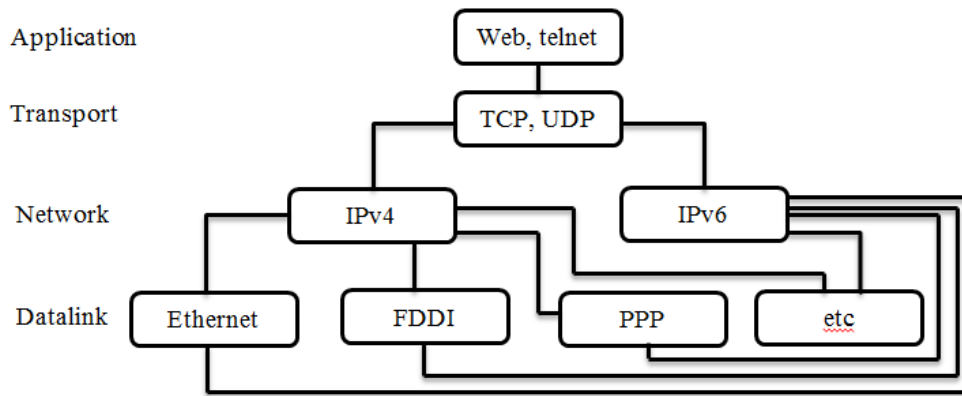 Application
Web, telnet
Transport
TCP, UDP
Network
IPv4
IPv6
Datalink
Ethernet
FDDI
PPP
etc